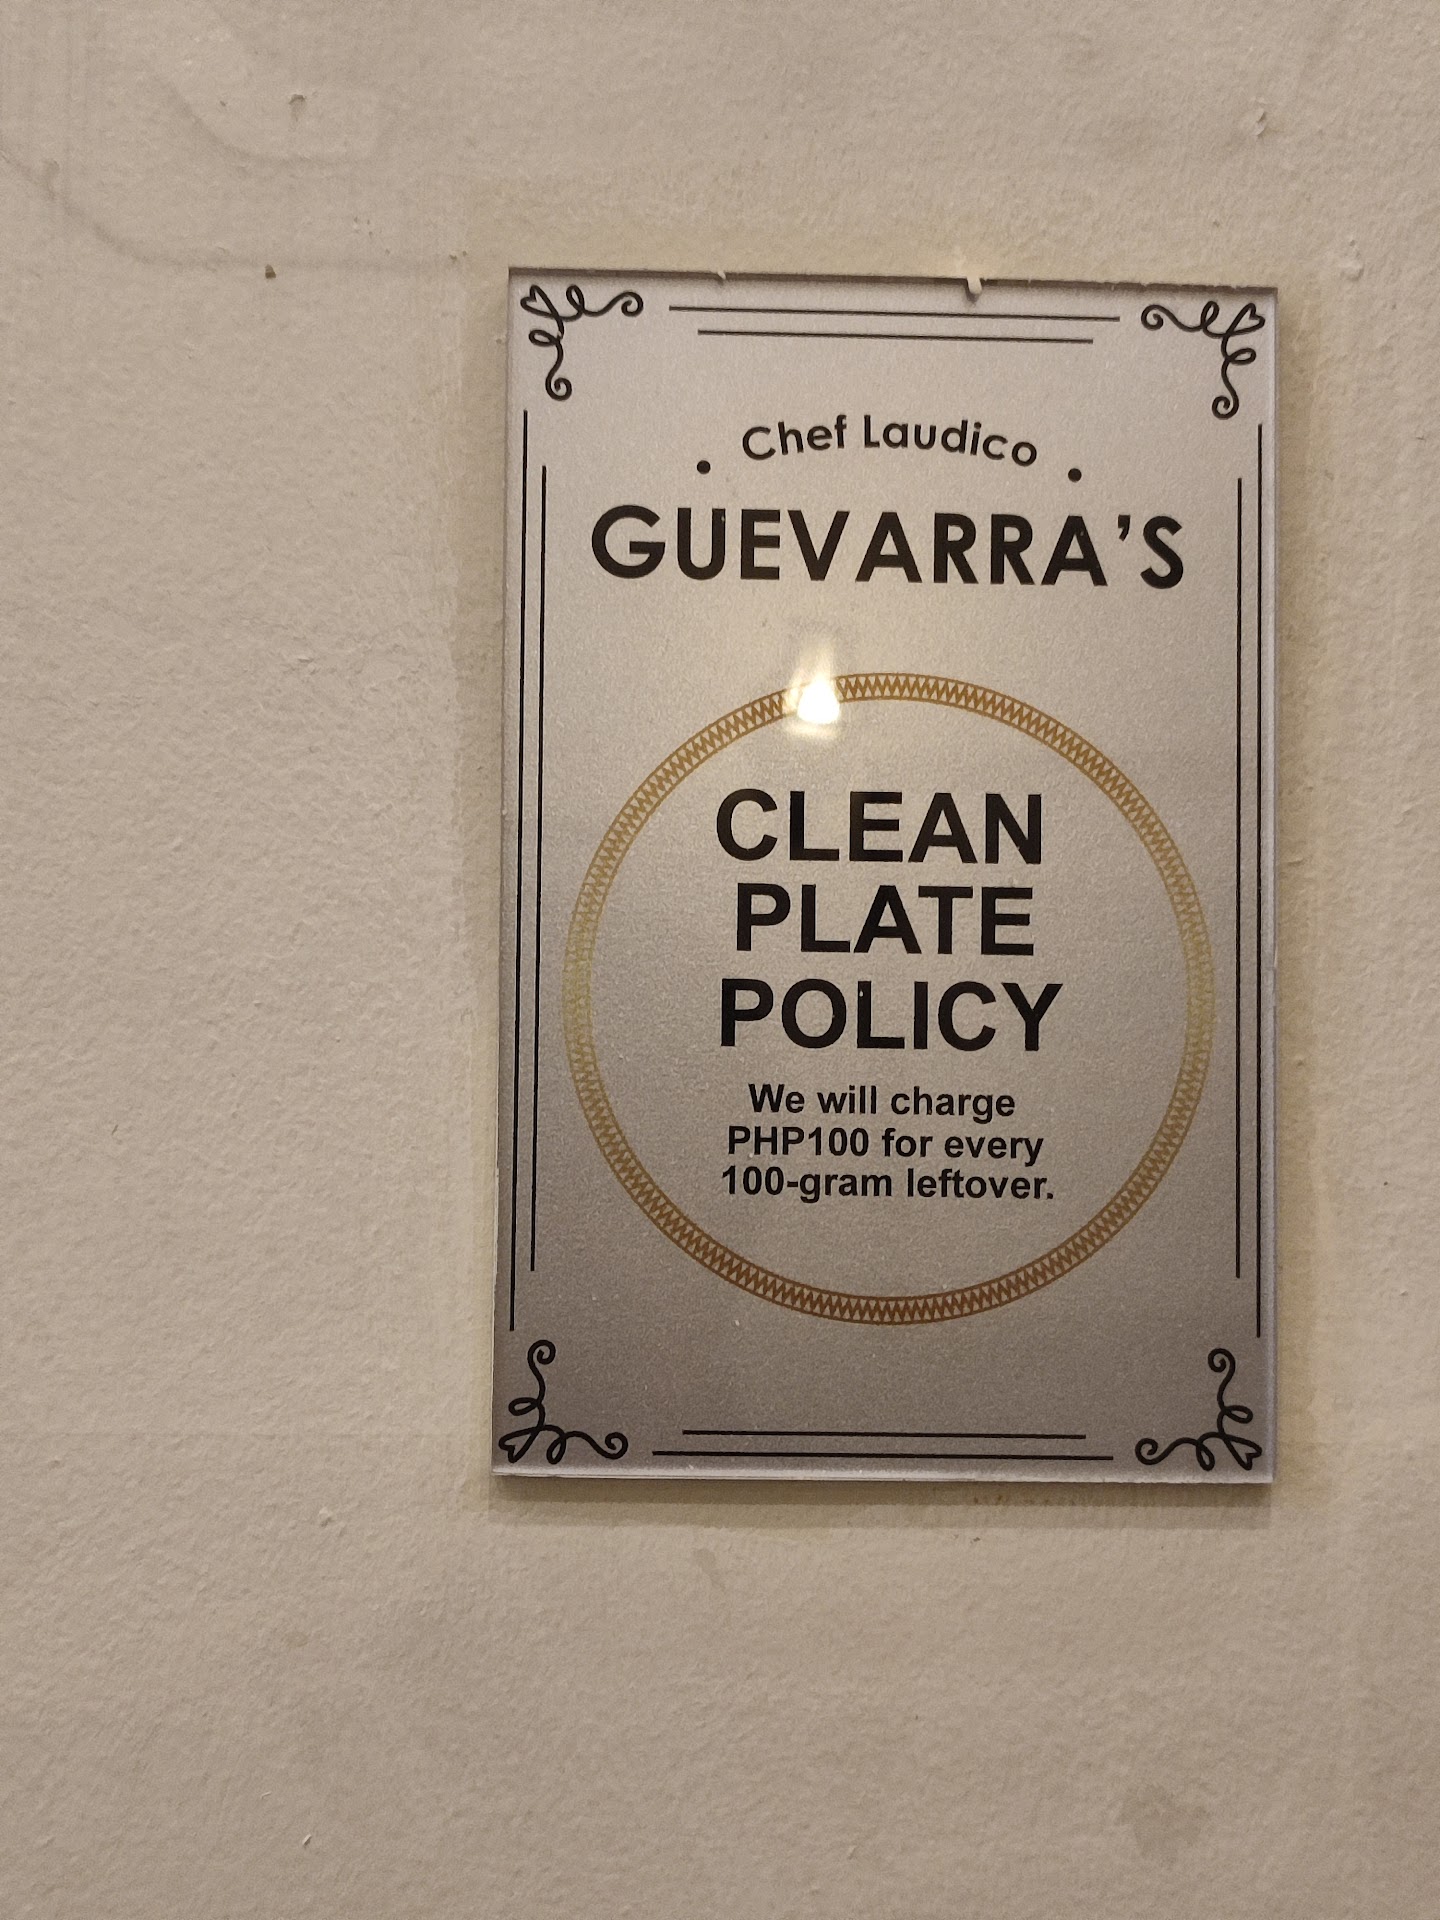 Chef Laudico
GUEVARRA'S
CLEAN
PLATE
POLICY
We will charge
PHP100 for every
100-gram leftover.